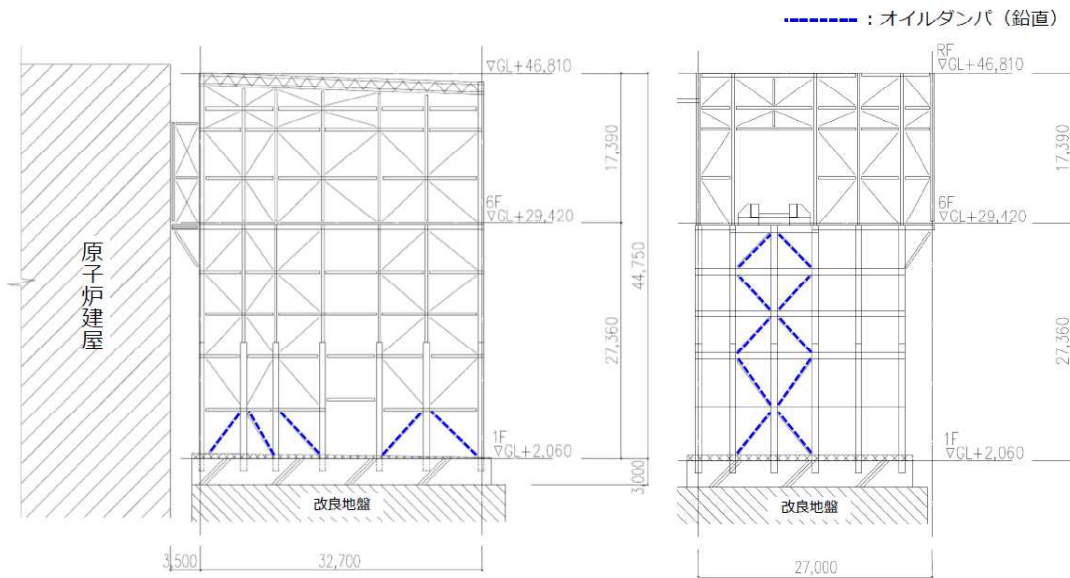 ：オイルダンパ（鉛直）
▽GL+46,810
6F
▽GL+29,420
1F
▽GL+2,060
17,390
27,360
44,750
3,000
原子炉建屋
改良地盤
3,500
32,700
RF
▽GL+46,810
6F
▽GL+29,420
1F
▽GL+2,060
17,390
27,360
改良地盤
27,000